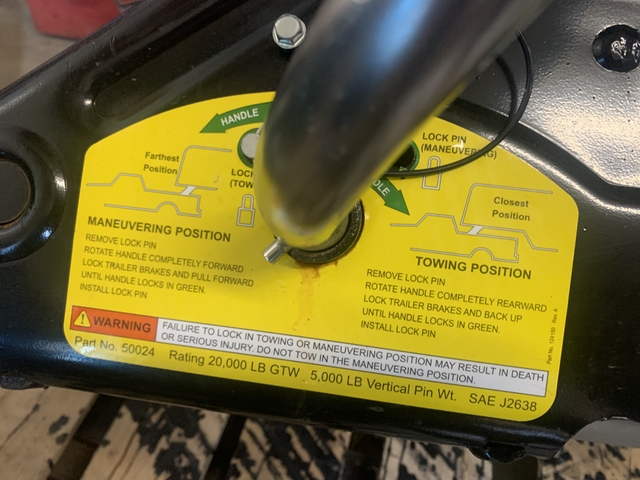 HANDLE
LOCK PIN
(MANEUVERING)
Farthest
Position
LOC
(TOW
DLE
Closest
Position
MANEUVERING POSITION
REMOVE LOCK PIN
ROTATE HANDLE COMPLETELY FORWARD
LOCK TRAILER BRAKES AND PULL FORWARD
UNTIL HANDLE LOCKS IN GREEN.
INSTALL LOCK PIN
TOWING POSITION
REMOVE LOCK PIN
ROTATE HANDLE COMPLETELY REARWARD
LOCK TRAILER BRAKES AND BACK UP
UNTIL HANDLE LOCKS IN GREEN.
INSTALL LOCK PIN
WARNING
FAILURE TO LOCK IN TOWING OR MANEUVERING POSITION MAY RESULT IN DEATH
OR SERIOUS INJURY. DO NOT TOW IN THE MANEUVERING POSITION.
Part No. 50024 Rating 20,000 LB GTW 5,000 LB Vertical Pin Wt. SAE J2638